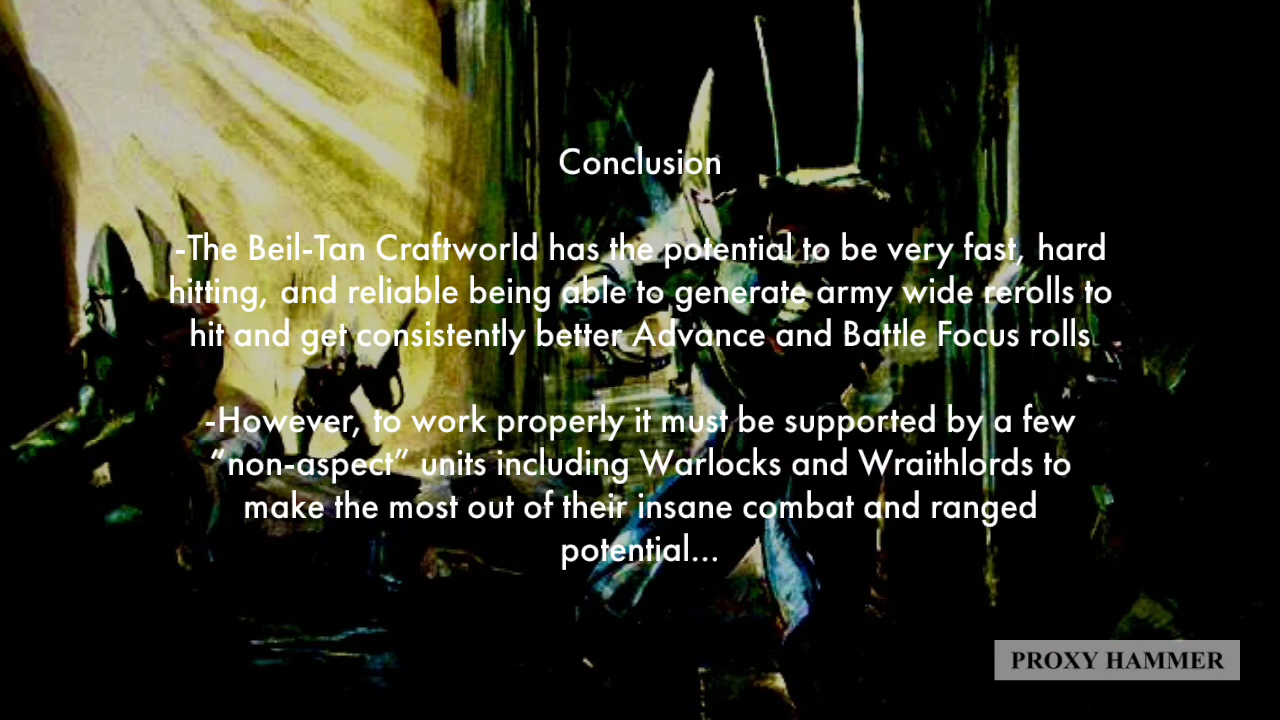 Conclusion
-The Beil-Tan Craftworld has the potential to be very fast, hard
hitting, and reliable being able to generate army wide rerolls to
hit and get consistently better Advance and Battle Focus rolls
-However, to work properly it must be supported by a few
“non-aspect” units including Warlocks and Wraithlords to
make the most out of their insane combat and ranged
potential...
PROXY HAMMER